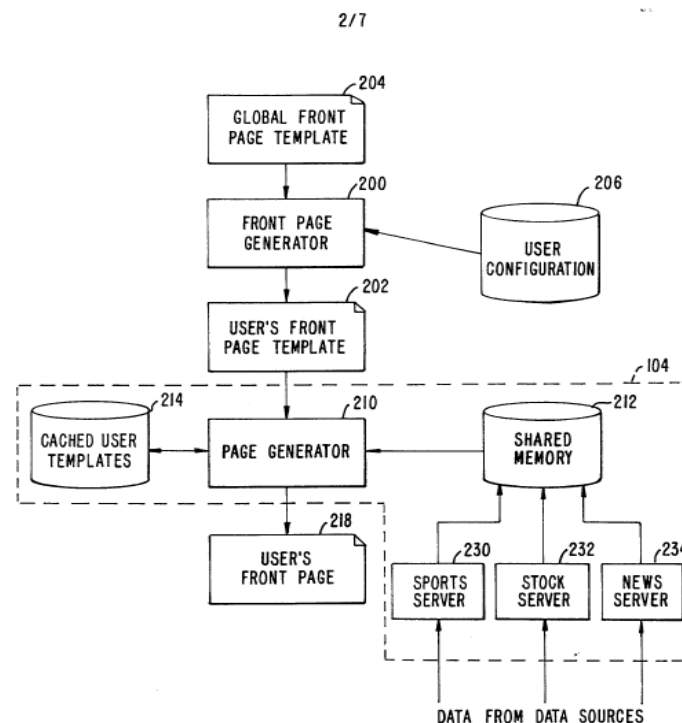 2/7
204
GLOBAL FRONT
PAGE TEMPLATE
200
FRONT PAGE
GENERATOR
206
USER
CONFIGURATION
202
USER'S FRONT
PAGE TEMPLATE
104
214
CACHED USER
TEMPLATES
210
PAGE GENERATOR
212
SHARED
MEMORY
218
USER'S
FRONT PAGE
230
SPORTS
SERVER
232
STOCK
SERVER
234
NEWS
SERVER
DATA FROM DATA SOURCES